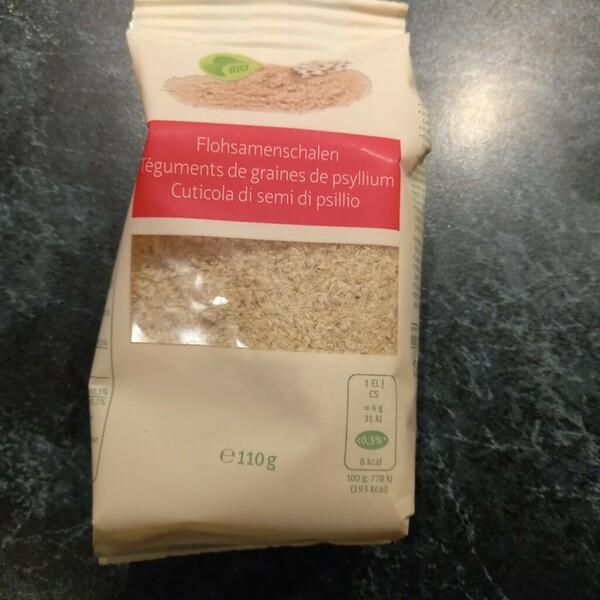 BIO
Flohsamenschalen
Téguments de graines de psyllium
Cuticola di semi di psillio
1 EL |
CS
= 4 g
31 kJ
<0,5%*
8 kcal
100 g: 778 kJ
(193 kcal)
℮110g